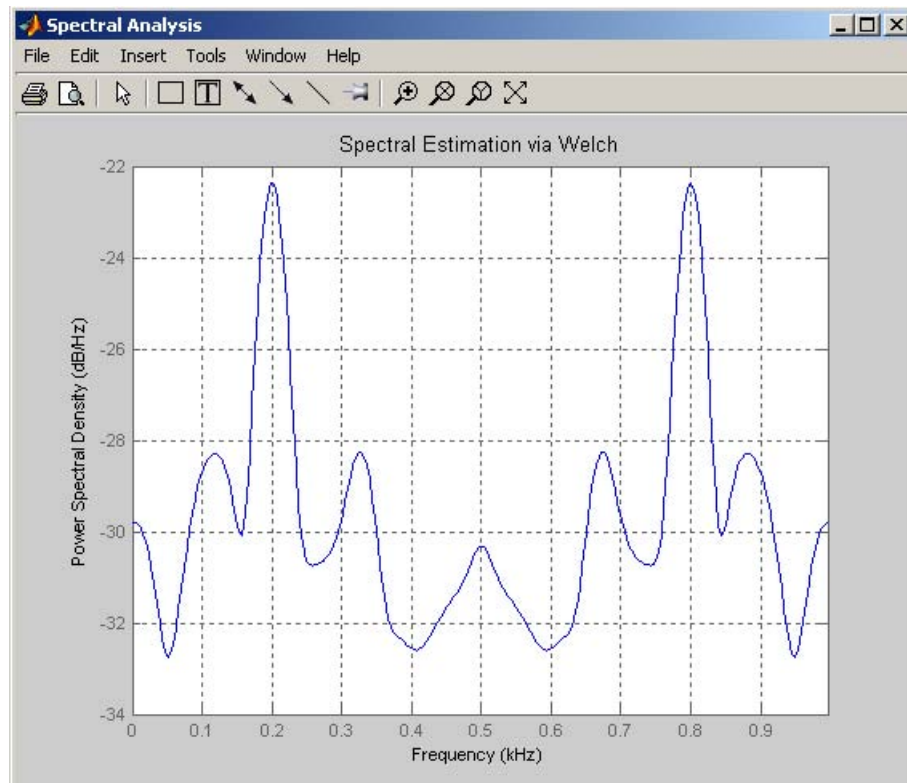 Spectral Analysis
File Edit Insert Tools Window Help
T
Spectral Estimation via Welch
-22
-24
-26
-28
-30
-32
-34
Power Spectral Density (dB/Hz)
0 0.1 0.2 0.3 0.4 0.5 0.6 0.7 0.8 0.9
Frequency (kHz)